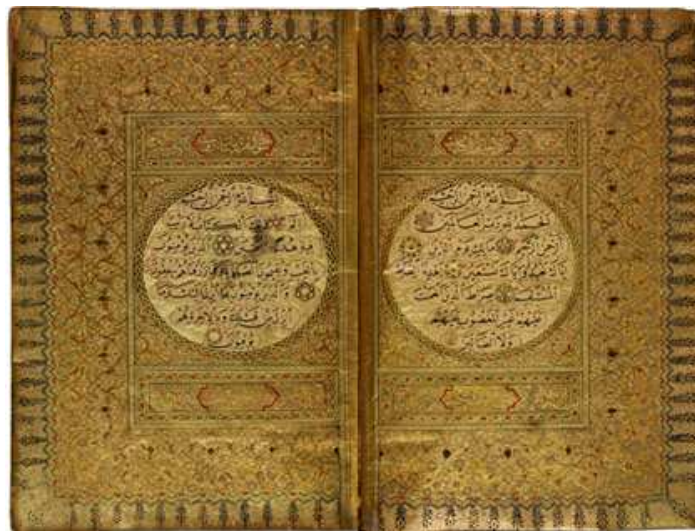 بسم الله الرحمن الرحيم
الحمد لله رب العالمين
الرحمن الرحيم مالك يوم الدين
اياك نعبد واياك نستعين اهدنا الصراط
المستقيم صراط الذين انعمت
عليهم غير المغضوب عليهم
ولا الضالين
بسم الله الرحمن الرحيم
الم ذلك الكتاب لا ريب
فيه هدى للمتقين الذين يؤمنون
بالغيب ويقيمون الصلوة ومما رزقناهم ينفقون
والذين يؤمنون بما انزل اليك وما
انزل من قبلك وبالآخرة هم
يوقنون